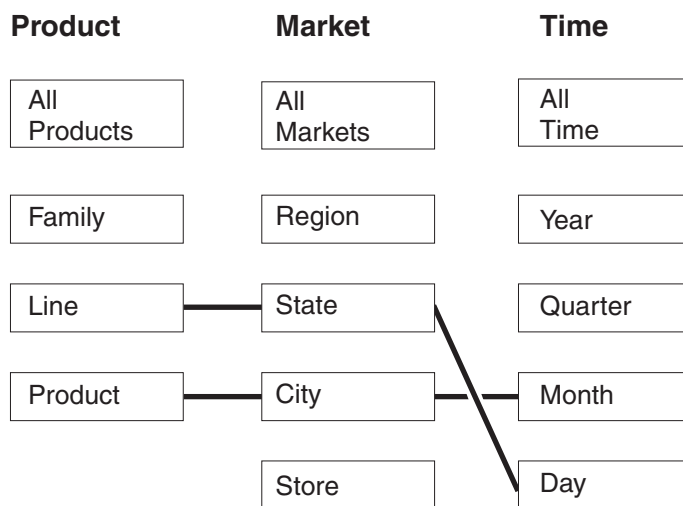 Product Market Time
All
Products
All
Markets
All
Time
Family Region Year
Line State Quarter
Product City Month
Store Day